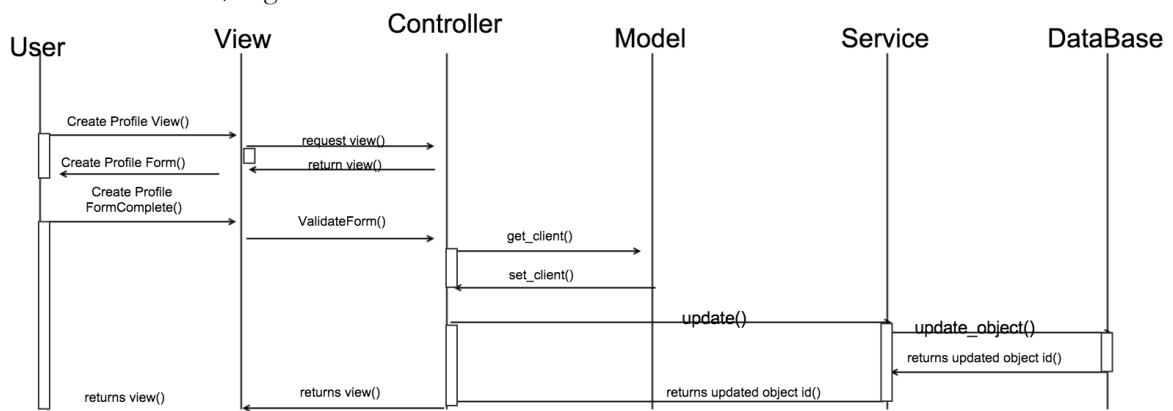 User
View
Controller
Model
Service
DataBase
Create Profile View()
request view()
Create Profile Form()
return view()
Create Profile
FormComplete()
ValidateForm()
get_client()
set_client()
update()
update_object()
returns updated object id()
returns view()
returns view()
returns updated object id()